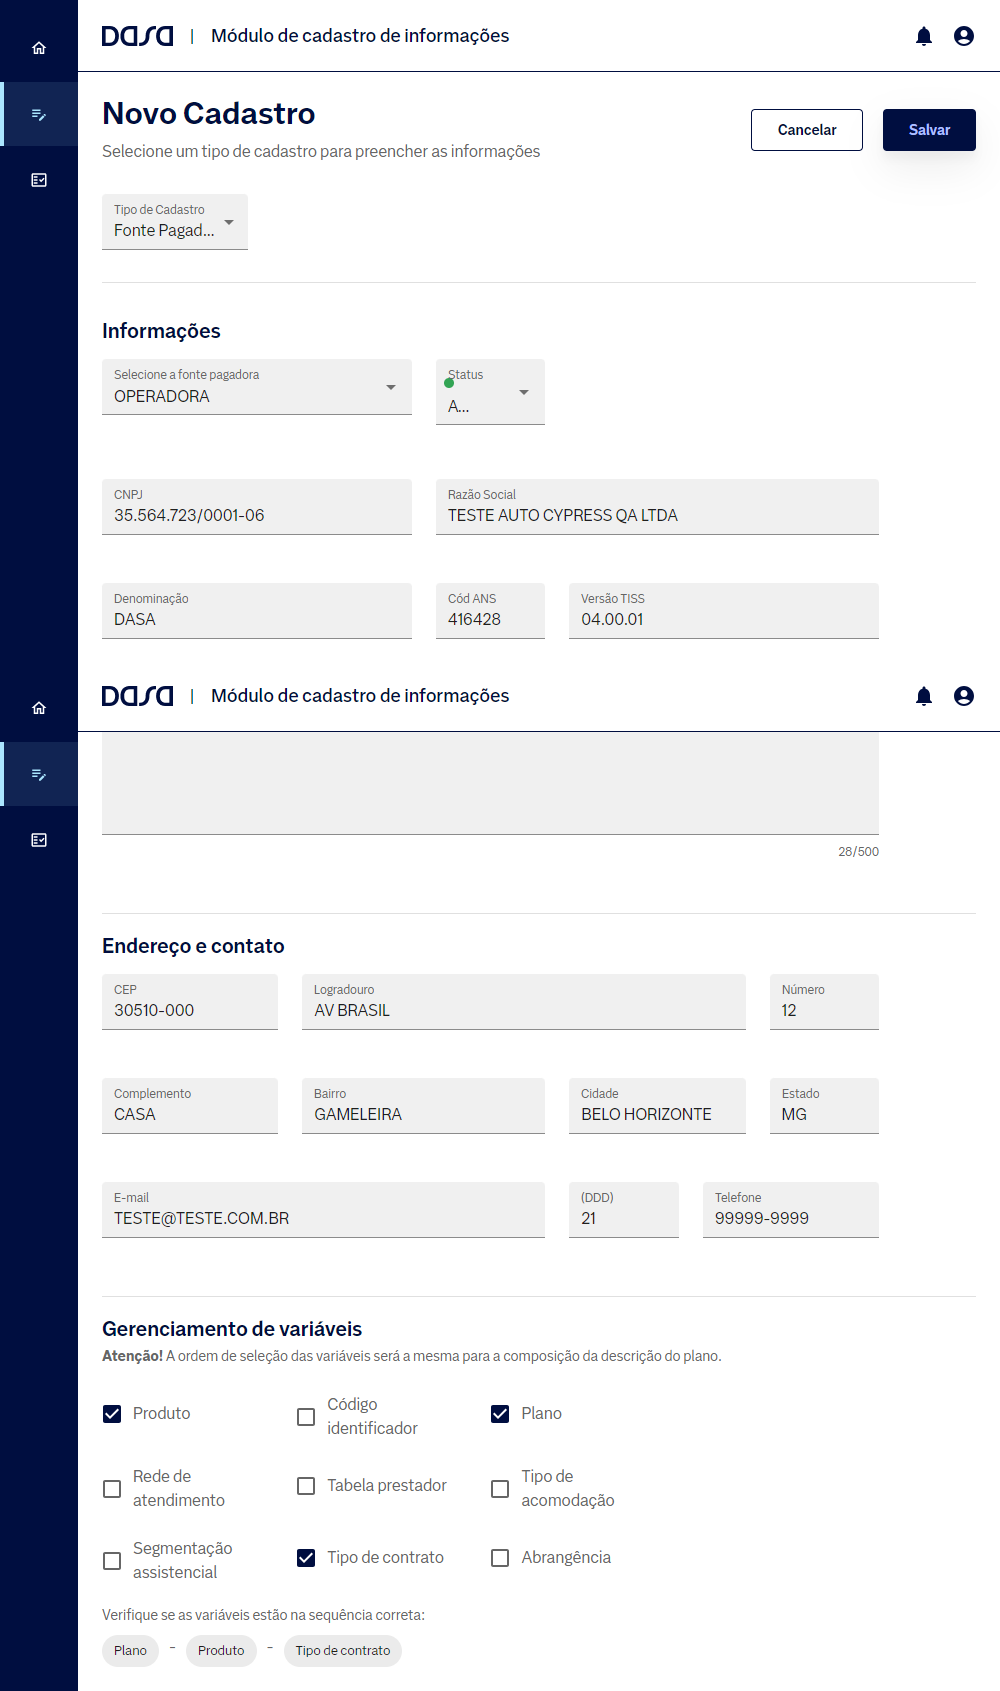 DASA | Módulo de cadastro de informações
Novo Cadastro
Cancelar
Salvar
Selecione um tipo de cadastro para preencher as informações
Tipo de Cadastro
Fonte Pagad...
Informações
Selecione a fonte pagadora
OPERADORA
Status
A...
CNPJ
35.564.723/0001-06
Razão Social
TESTE AUTO CYPRESS QA LTDA
Denominação
DASA
Cód ANS
416428
Versão TISS
04.00.01
DASA | Módulo de cadastro de informações
28/500
Endereço e contato
CEP
30510-000
Logradouro
AV BRASIL
Número
12
Complemento
CASA
Bairro
GAMELEIRA
Cidade
BELO HORIZONTE
Estado
MG
E-mail
TESTE@TESTE.COM.BR
(DDD)
21
Telefone
99999-9999
Gerenciamento de variáveis
Atenção! A ordem de seleção das variáveis será a mesma para a composição da descrição do plano.
Produto
Código
identificador
Plano
Rede de
atendimento
Tabela prestador
Tipo de
acomodação
Segmentação
assistencial
Tipo de contrato
Abrangência
Verifique se as variáveis estão na sequência correta:
Plano - Produto - Tipo de contrato